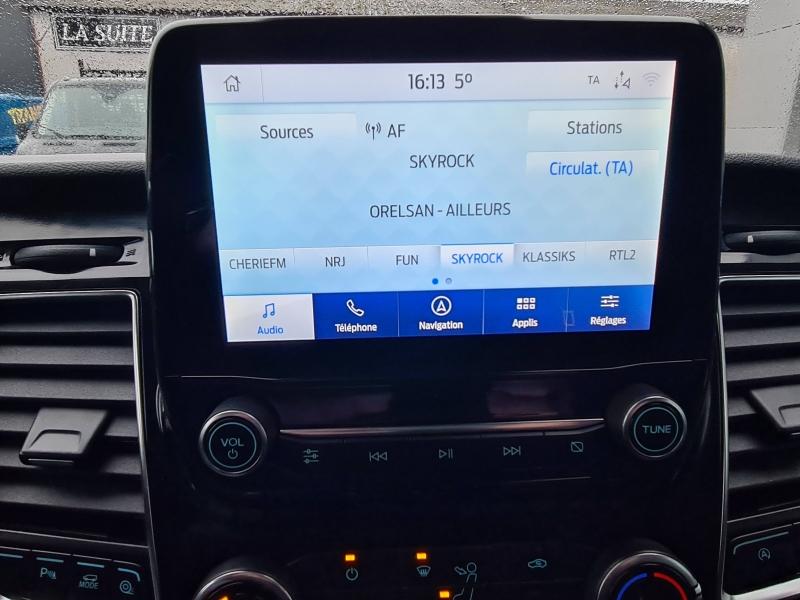 LA SUITE
16:13 5º TA
Sources AF Stations
SKYROCK
Circulat. (TA)
ORELSAN - AILLEURS
CHERIEFM NRJ FUN SKYROCK KLASSIKS RTL2
Audio Téléphone Navigation Applis Réglages
VOL TUNE
P
MODE